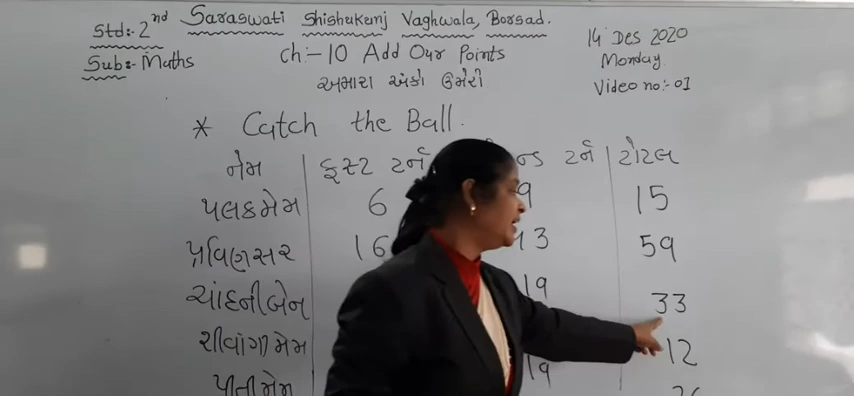 Std:- 2nd Saraswati Shishukunj Vaghwala, Borsad.
14 Des 2020
Sub:- Maths
Ch:- 10 Add Our Points
Monday
અમારા અંકો ઉમેરો
Video no:- 01
* Catch the Ball.
નેમ ફસ્ટ ટર્ન ન્ડ ટર્ન ટોટલ
પલકમેમ 6 9 15
પ્રવિણસર 16 43 59
ચાંદનીબેન 19 33
શીવાંગીમેમ 12
પ્રીતીમેમ 19